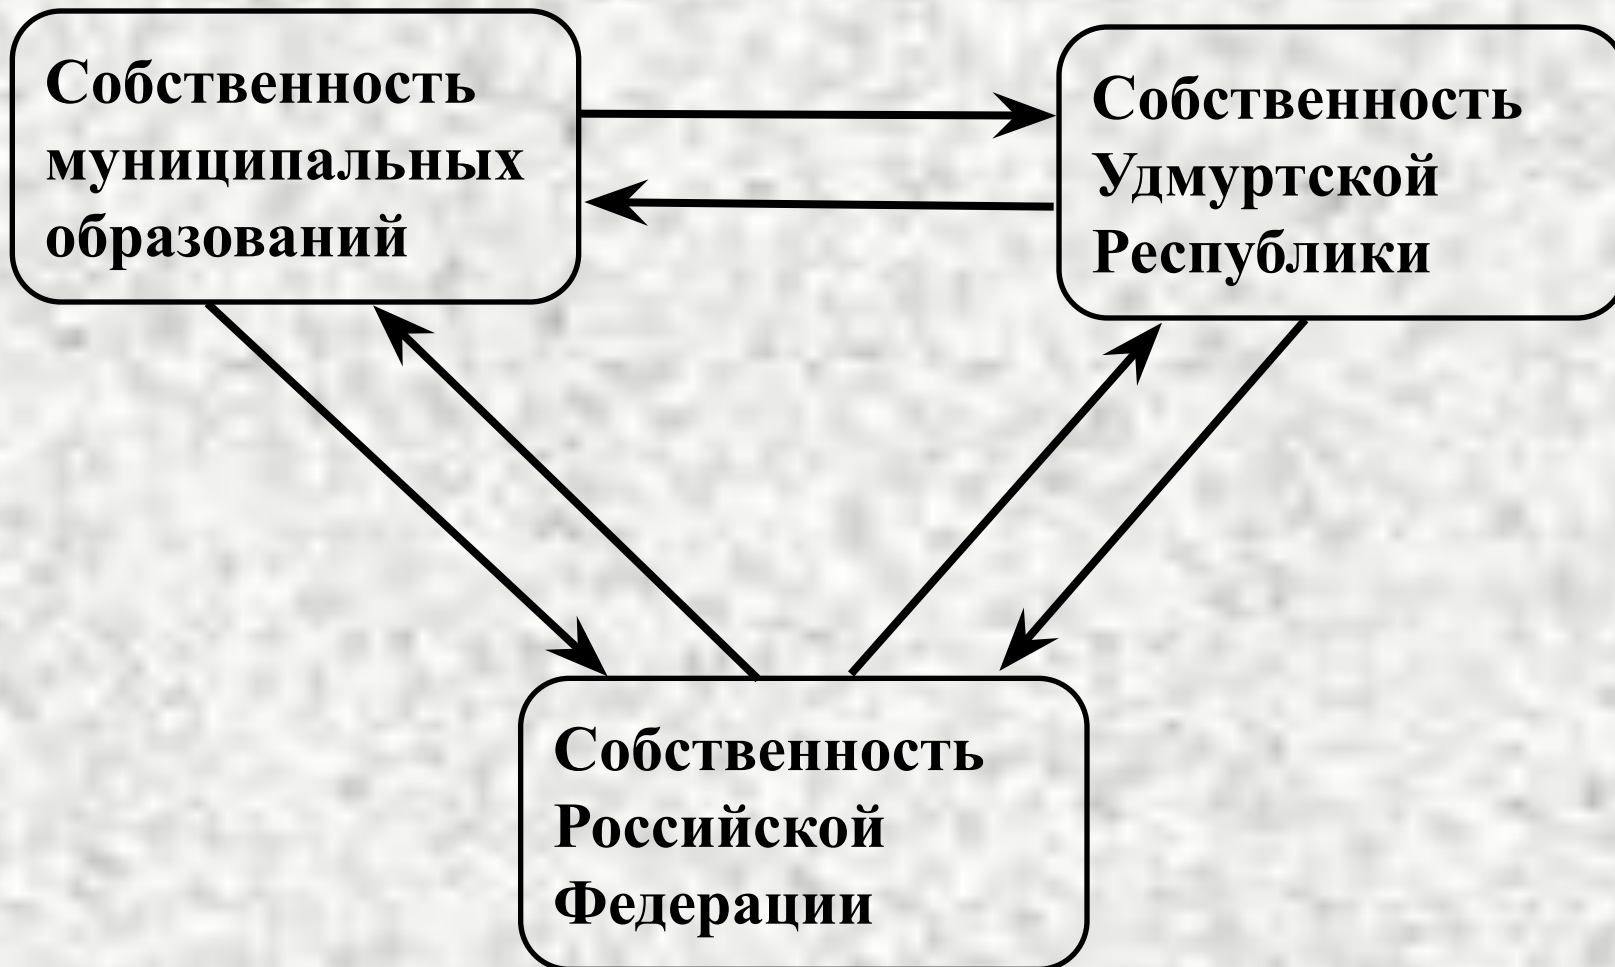 Собственность
муниципальных
образований
Собственность
Удмуртской
Республики
Собственность
Российской
Федерации